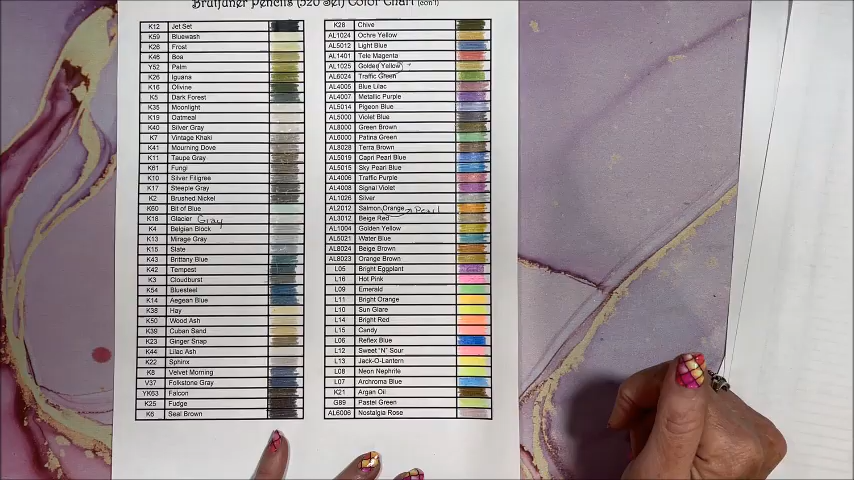 Brutfuner Pencils (520 Set) Color Chart (con't)
K12 Jet Set
K59 Bluewash
K26 Frost
K46 Boa
Y52 Palm
K26 Iguana
K16 Olivine
K5 Dark Forest
K35 Moonlight
K19 Oatmeal
K40 Silver Gray
K7 Vintage Khaki
K41 Mourning Dove
K11 Taupe Gray
K61 Fungi
K10 Silver Filigree
K17 Steeple Gray
K2 Brushed Nickel
K60 Bit of Blue
K18 Glacier Gray
K4 Belgian Block
K13 Mirage Gray
K15 Slate
K43 Brittany Blue
K42 Tempest
K3 Cloudburst
K54 Bluesteel
K14 Aegean Blue
K38 Hay
K50 Wood Ash
K39 Cuban Sand
K23 Ginger Snap
K44 Lilac Ash
K22 Sphinx
K8 Velvet Morning
V37 Folkstone Gray
YK63 Falcon
K25 Fudge
K6 Seal Brown
K28 Chive
AL1024 Ochre Yellow
AL5012 Light Blue
AL1401 Tele Magenta
AL1025 Golden Yellow
AL6024 Traffic Green
AL4005 Blue Lilac
AL4007 Metallic Purple
AL5014 Pigeon Blue
AL5000 Violet Blue
AL8000 Green Brown
AL6000 Patina Green
AL8028 Terra Brown
AL5019 Capri Pearl Blue
AL5015 Sky Pearl Blue
AL4006 Traffic Purple
AL4008 Signal Violet
AL1026 Silver
AL2012 Salmon Orange Pearl
AL3012 Beige Red
AL1004 Golden Yellow
AL5021 Water Blue
AL8024 Beige Brown
AL8023 Orange Brown
L05 Bright Eggplant
L16 Hot Pink
L09 Emerald
L11 Bright Orange
L10 Sun Glare
L14 Bright Red
L15 Candy
L06 Reflex Blue
L12 Sweet "N" Sour
L13 Jack-O-Lantern
L08 Neon Nephrite
L07 Archroma Blue
K21 Argan Oil
G89 Pastel Green
AL6006 Nostalgia Rose